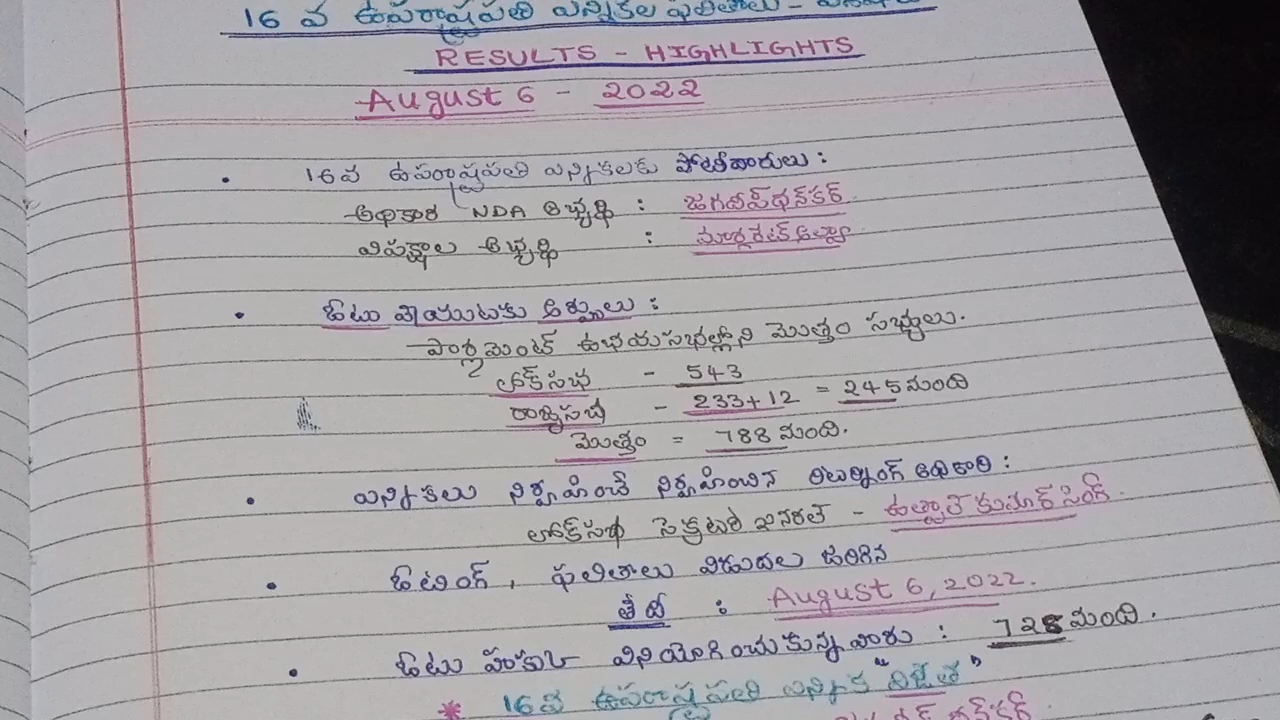 16 వ ఉపరాష్ట్రపతి ఎన్నికల ఫలితాలు -
RESULTS - HIGHLIGHTS
August 6 - 2022
• 16వ ఉపరాష్ట్రపతి ఎన్నికలకు పోటీదారులు :
అధికార NDA అభ్యర్థి : జగదీప్ ధన్‌కర్
విపక్షాల అభ్యర్థి : మార్గరేట్ ఆల్వా
• ఓటు వేయుటకు అర్హులు :
పార్లమెంట్ ఉభయసభల్లోని మొత్తం సభ్యులు.
లోక్‌సభ - 543
రాజ్యసభ - 233+12 = 245 మంది
మొత్తం = 788 మంది.
• ఎన్నికలు నిర్వహించే నిర్వహించిన రిటర్నింగ్ అధికారి :
లోక్‌సభ సెక్రటరీ జనరల్ - ఉత్పాల్ కుమార్ సింగ్.
• ఓటింగ్, ఫలితాలు విడుదల జరిగిన
తేదీ : August 6, 2022.
• ఓటు హక్కును వినియోగించుకున్న వారు : 725 మంది.
* 16వ ఉపరాష్ట్రపతి ఎన్నిక "విజేత"